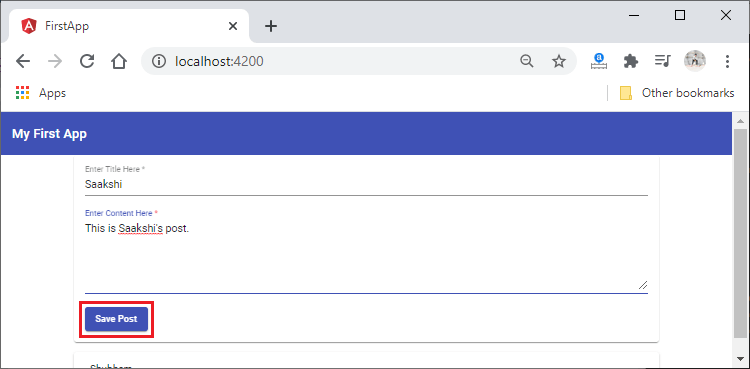 FirstApp
localhost:4200
Apps
Other bookmarks
My First App
Enter Title Here *
Saakshi
Enter Content Here *
This is Saakshi's post.
Save Post